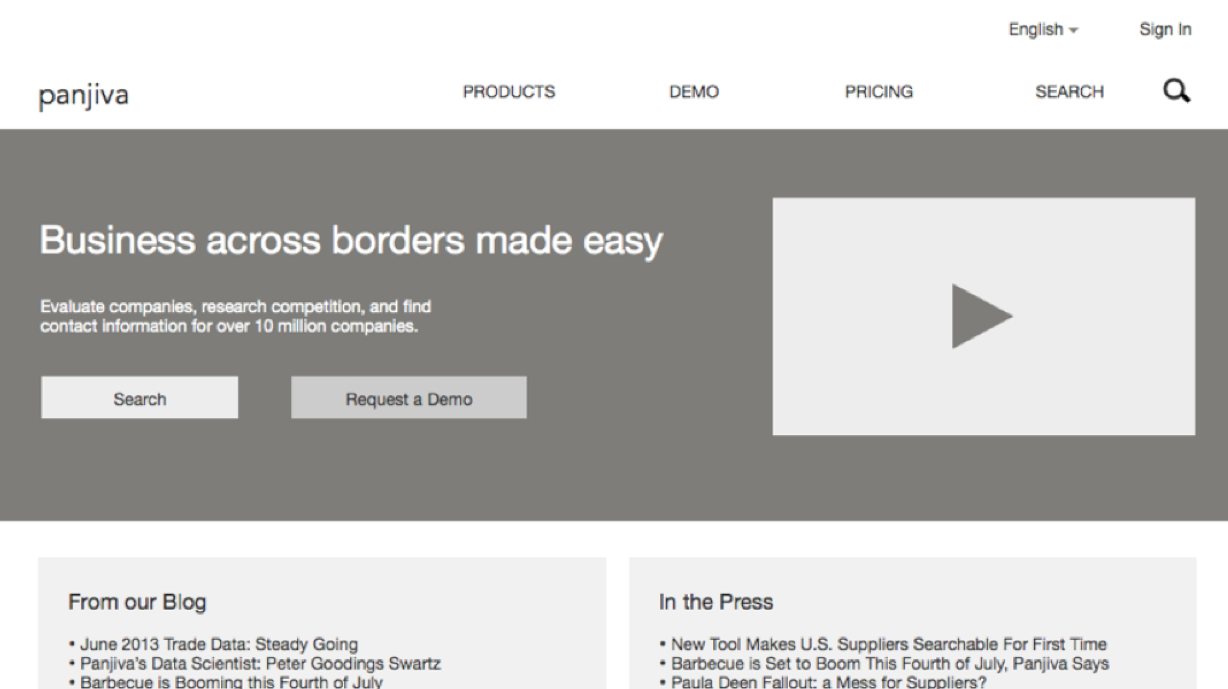 English
Sign In
panjiva
PRODUCTS
DEMO
PRICING
SEARCH
Business across borders made easy
Evaluate companies, research competition, and find
contact information for over 10 million companies.
Search
Request a Demo
From our Blog
• June 2013 Trade Data: Steady Going
• Panjiva's Data Scientist: Peter Goodings Swartz
• Barbecue is Booming this Fourth of July
In the Press
• New Tool Makes U.S. Suppliers Searchable For First Time
• Barbecue is Set to Boom This Fourth of July, Panjiva Says
• Paula Deen Fallout: a Mess for Suppliers?